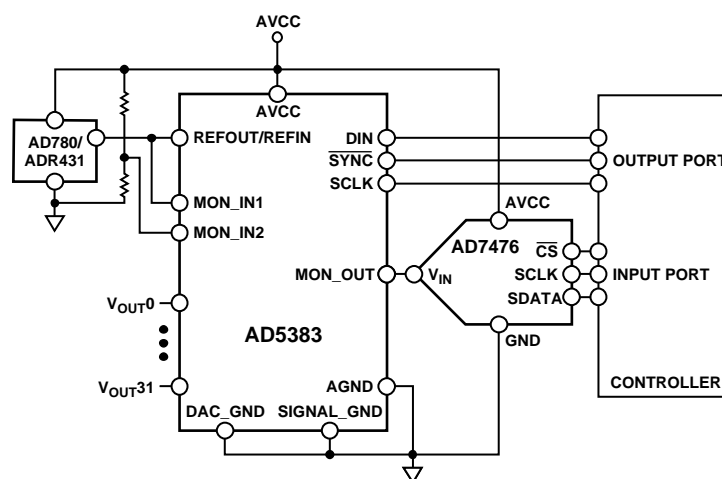 AVCC
AVCC
AD780/
ADR431
REFOUT/REFIN
MON_IN1
MON_IN2
VOUT0
VOUT31
DIN
SYNC
SCLK
MON_OUT
AD5383
AGND
DAC_GND
SIGNAL_GND
AVCC
AD7476
VIN
CS
SCLK
SDATA
GND
OUTPUT PORT
INPUT PORT
CONTROLLER